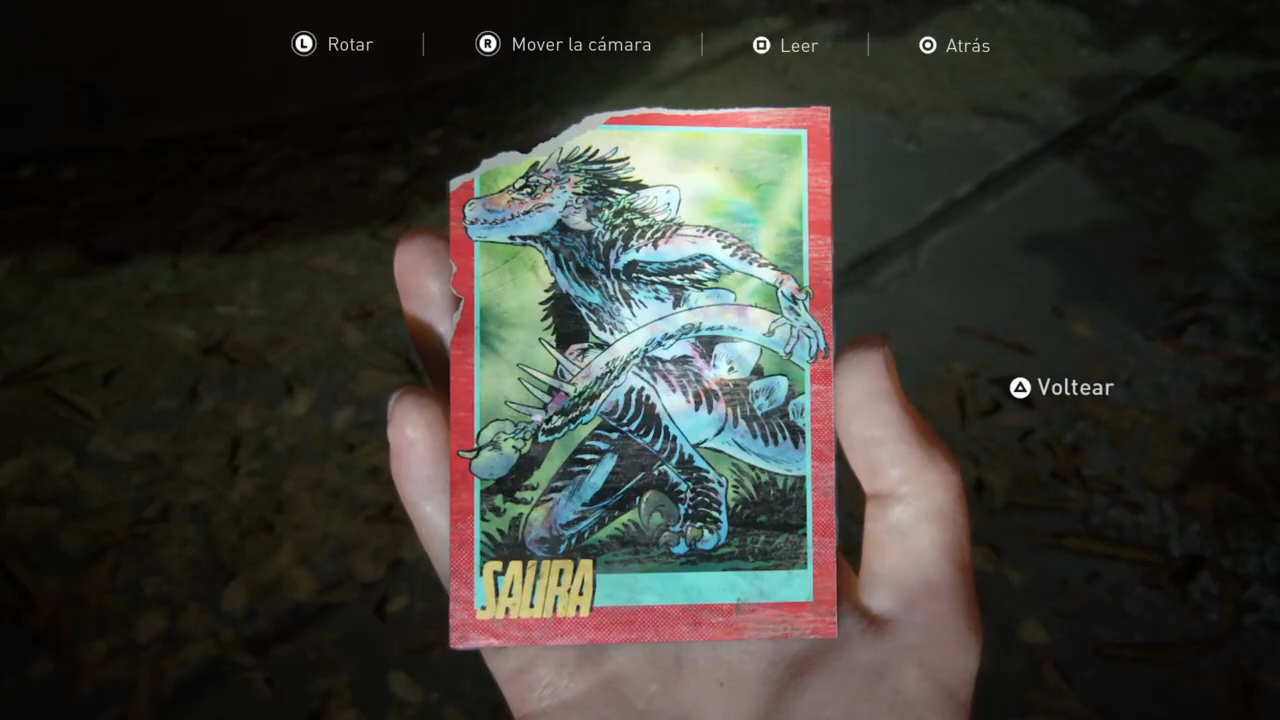 L Rotar
R Mover la cámara
Leer
Atrás
Voltear
SAURA